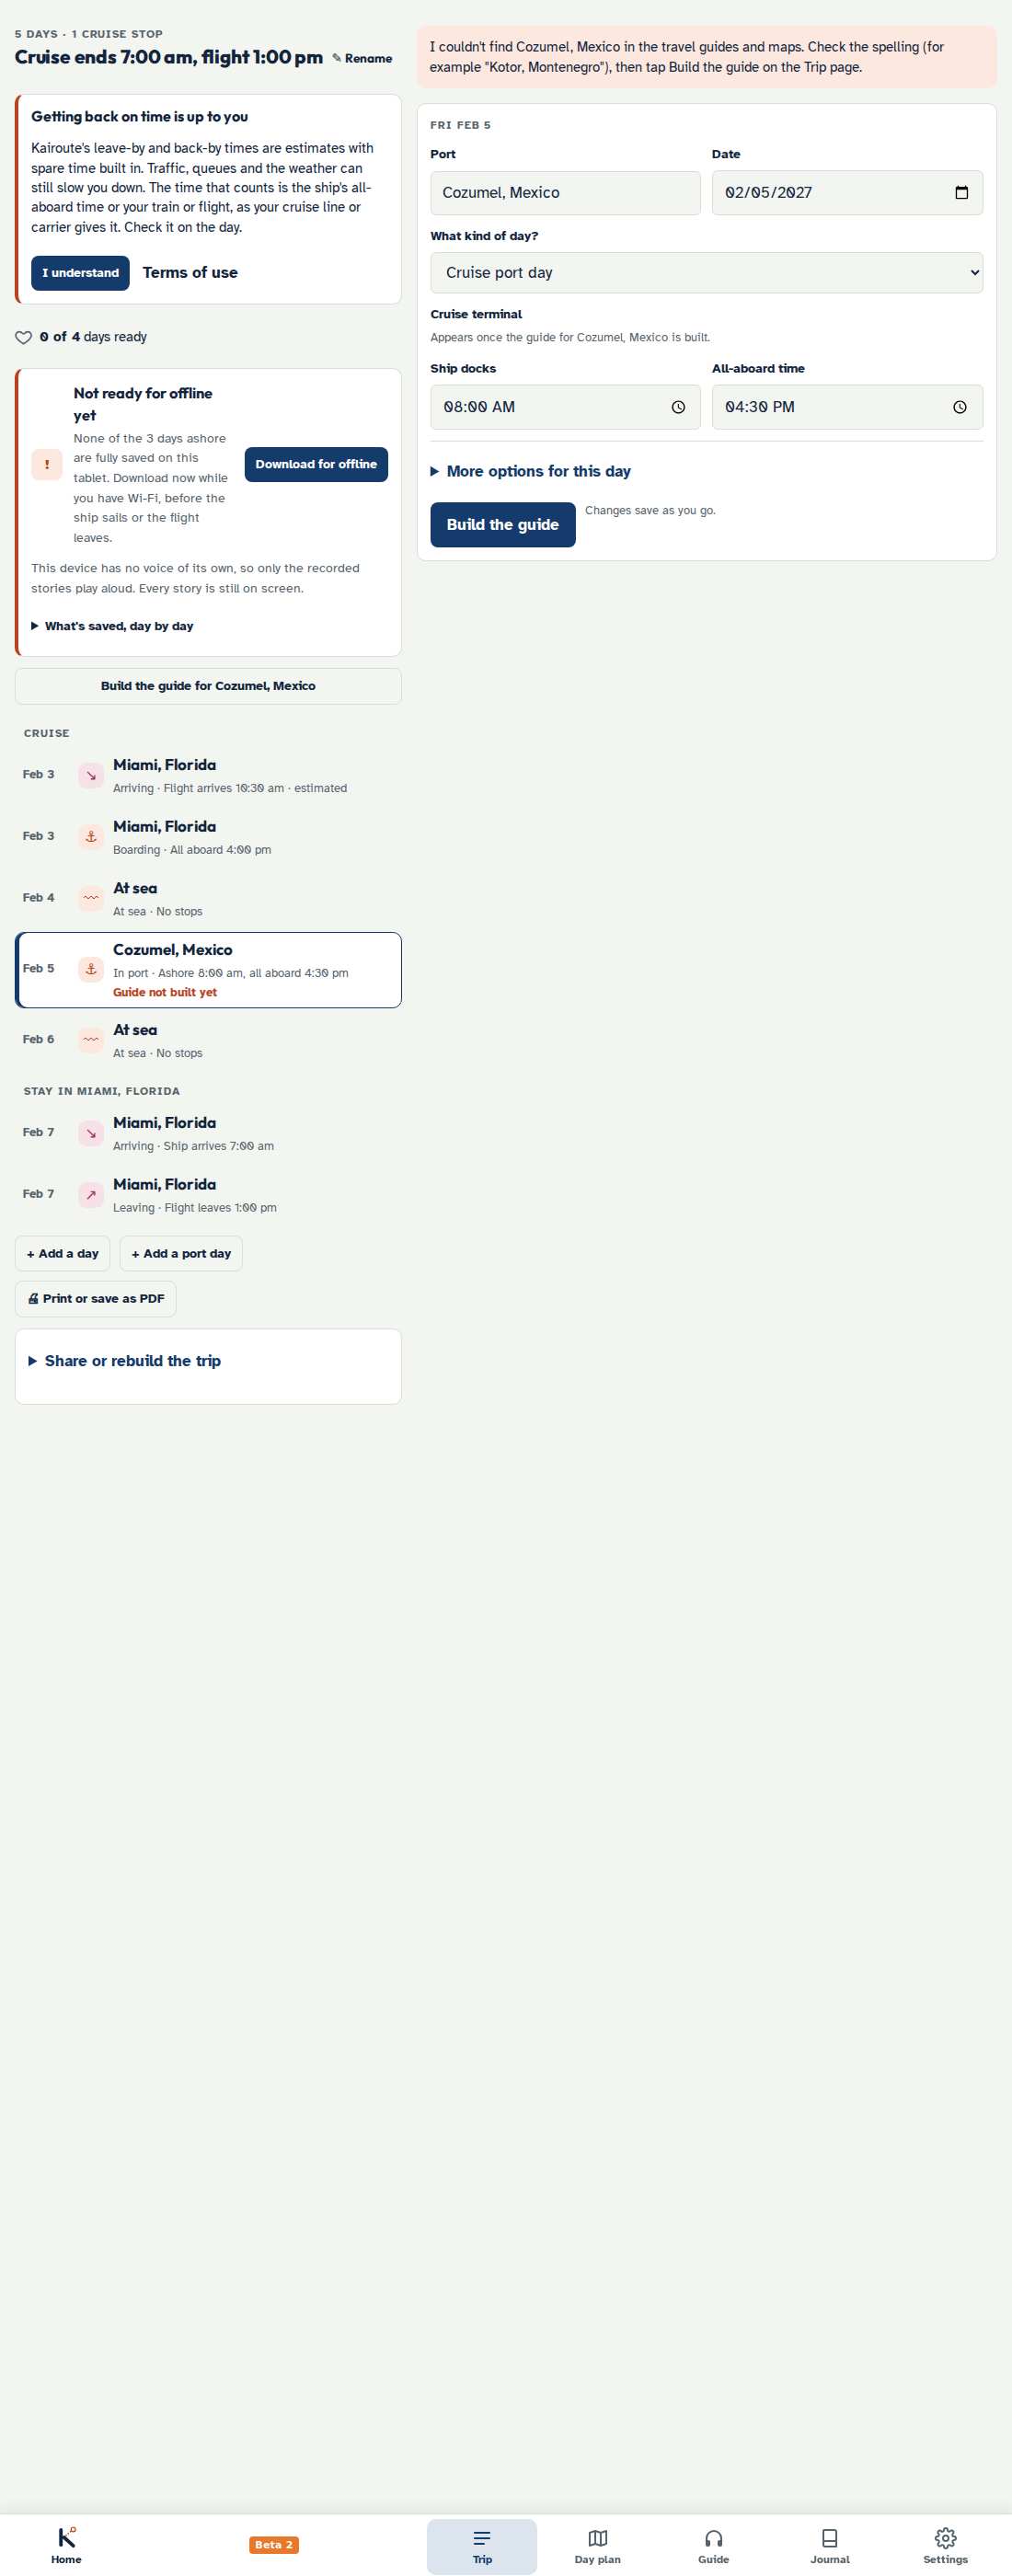 5 DAYS · 1 CRUISE STOP
Cruise ends 7:00 am, flight 1:00 pm ✎ Rename
Getting back on time is up to you
Kairoute's leave-by and back-by times are estimates with
spare time built in. Traffic, queues and the weather can
still slow you down. The time that counts is the ship's all-
aboard time or your train or flight, as your cruise line or
carrier gives it. Check it on the day.
I understand
Terms of use
0 of 4 days ready
Not ready for offline
yet
None of the 3 days ashore
are fully saved on this
tablet. Download now while
you have Wi-Fi, before the
ship sails or the flight
leaves.
!
Download for offline
This device has no voice of its own, so only the recorded
stories play aloud. Every story is still on screen.
What's saved, day by day
Build the guide for Cozumel, Mexico
CRUISE
Feb 3
Miami, Florida
Arriving · Flight arrives 10:30 am · estimated
Feb 3
Miami, Florida
Boarding · All aboard 4:00 pm
Feb 4
At sea
At sea · No stops
Feb 5
Cozumel, Mexico
In port · Ashore 8:00 am, all aboard 4:30 pm
Guide not built yet
Feb 6
At sea
At sea · No stops
STAY IN MIAMI, FLORIDA
Feb 7
Miami, Florida
Arriving · Ship arrives 7:00 am
Feb 7
Miami, Florida
Leaving · Flight leaves 1:00 pm
+ Add a day
+ Add a port day
Print or save as PDF
Share or rebuild the trip
I couldn't find Cozumel, Mexico in the travel guides and maps. Check the spelling (for
example "Kotor, Montenegro"), then tap Build the guide on the Trip page.
FRI FEB 5
Port
Date
Cozumel, Mexico
02/05/2027
What kind of day?
Cruise port day
Cruise terminal
Appears once the guide for Cozumel, Mexico is built.
Ship docks
All-aboard time
08:00 AM
04:30 PM
More options for this day
Build the guide
Changes save as you go.
Home
Beta 2
Trip
Day plan
Guide
Journal
Settings